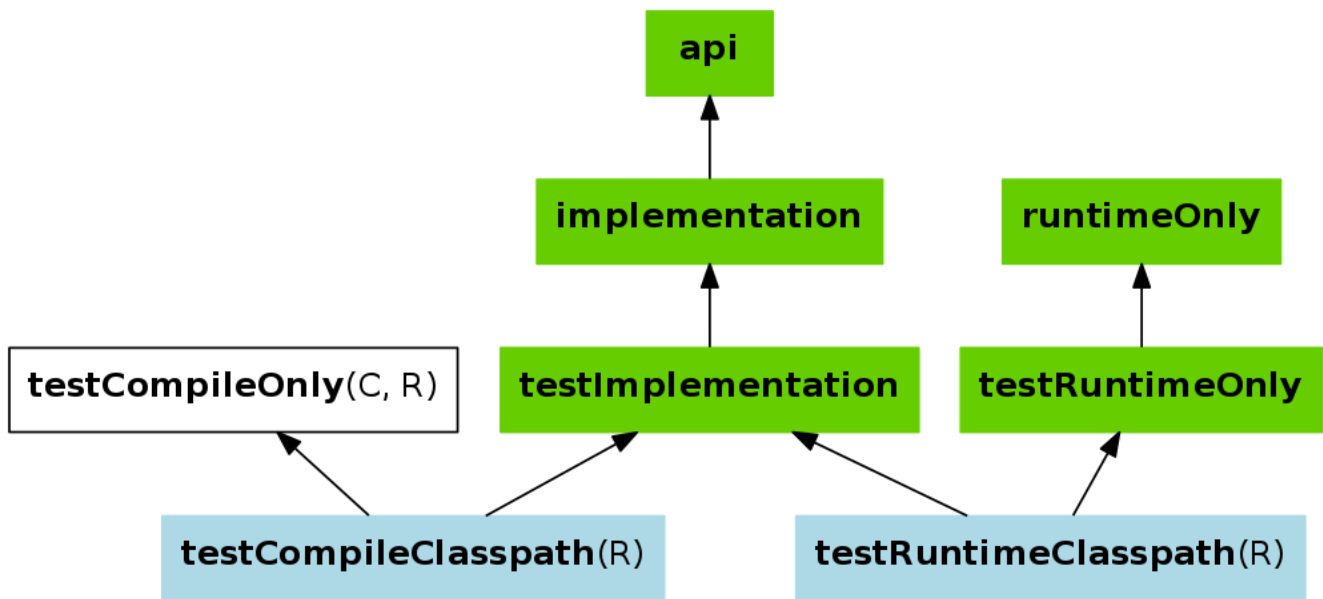 api
implementation
runtimeOnly
testCompileOnly(C, R)
testImplementation
testRuntimeOnly
testCompileClasspath(R)
testRuntimeClasspath(R)